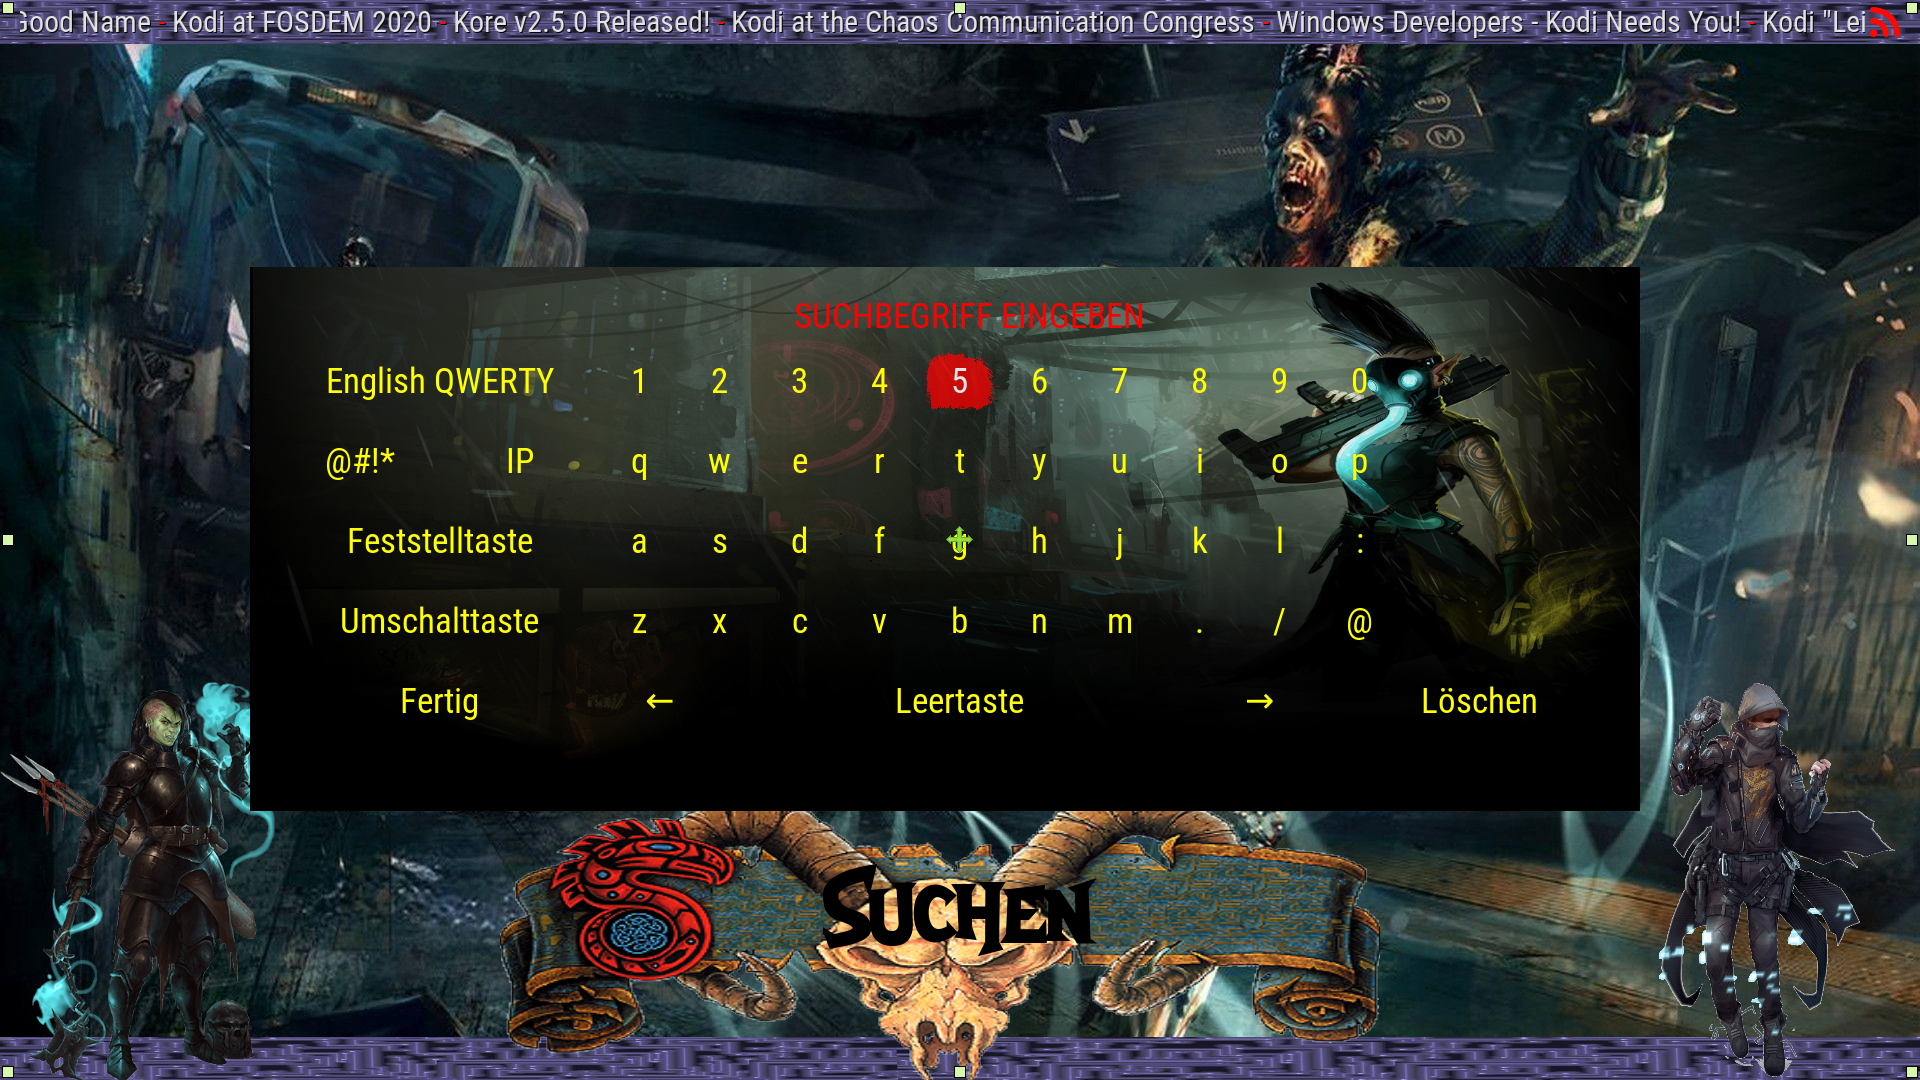 Good Name - Kodi at FOSDEM 2020 - Kore v2.5.0 Released! - Kodi at the Chaos Communication Congress - Windows Developers - Kodi Needs You! - Kodi "Lei
SUCHBEGRIFF EINGEBEN
English QWERTY 1 2 3 4 5 6 7 8 9 0
@#!* IP q w e r t y u i o p
Feststelltaste a s d f g h j k l :
Umschalttaste z x c v b n m . / @
Fertig ← Leertaste → Löschen
SUCHEN